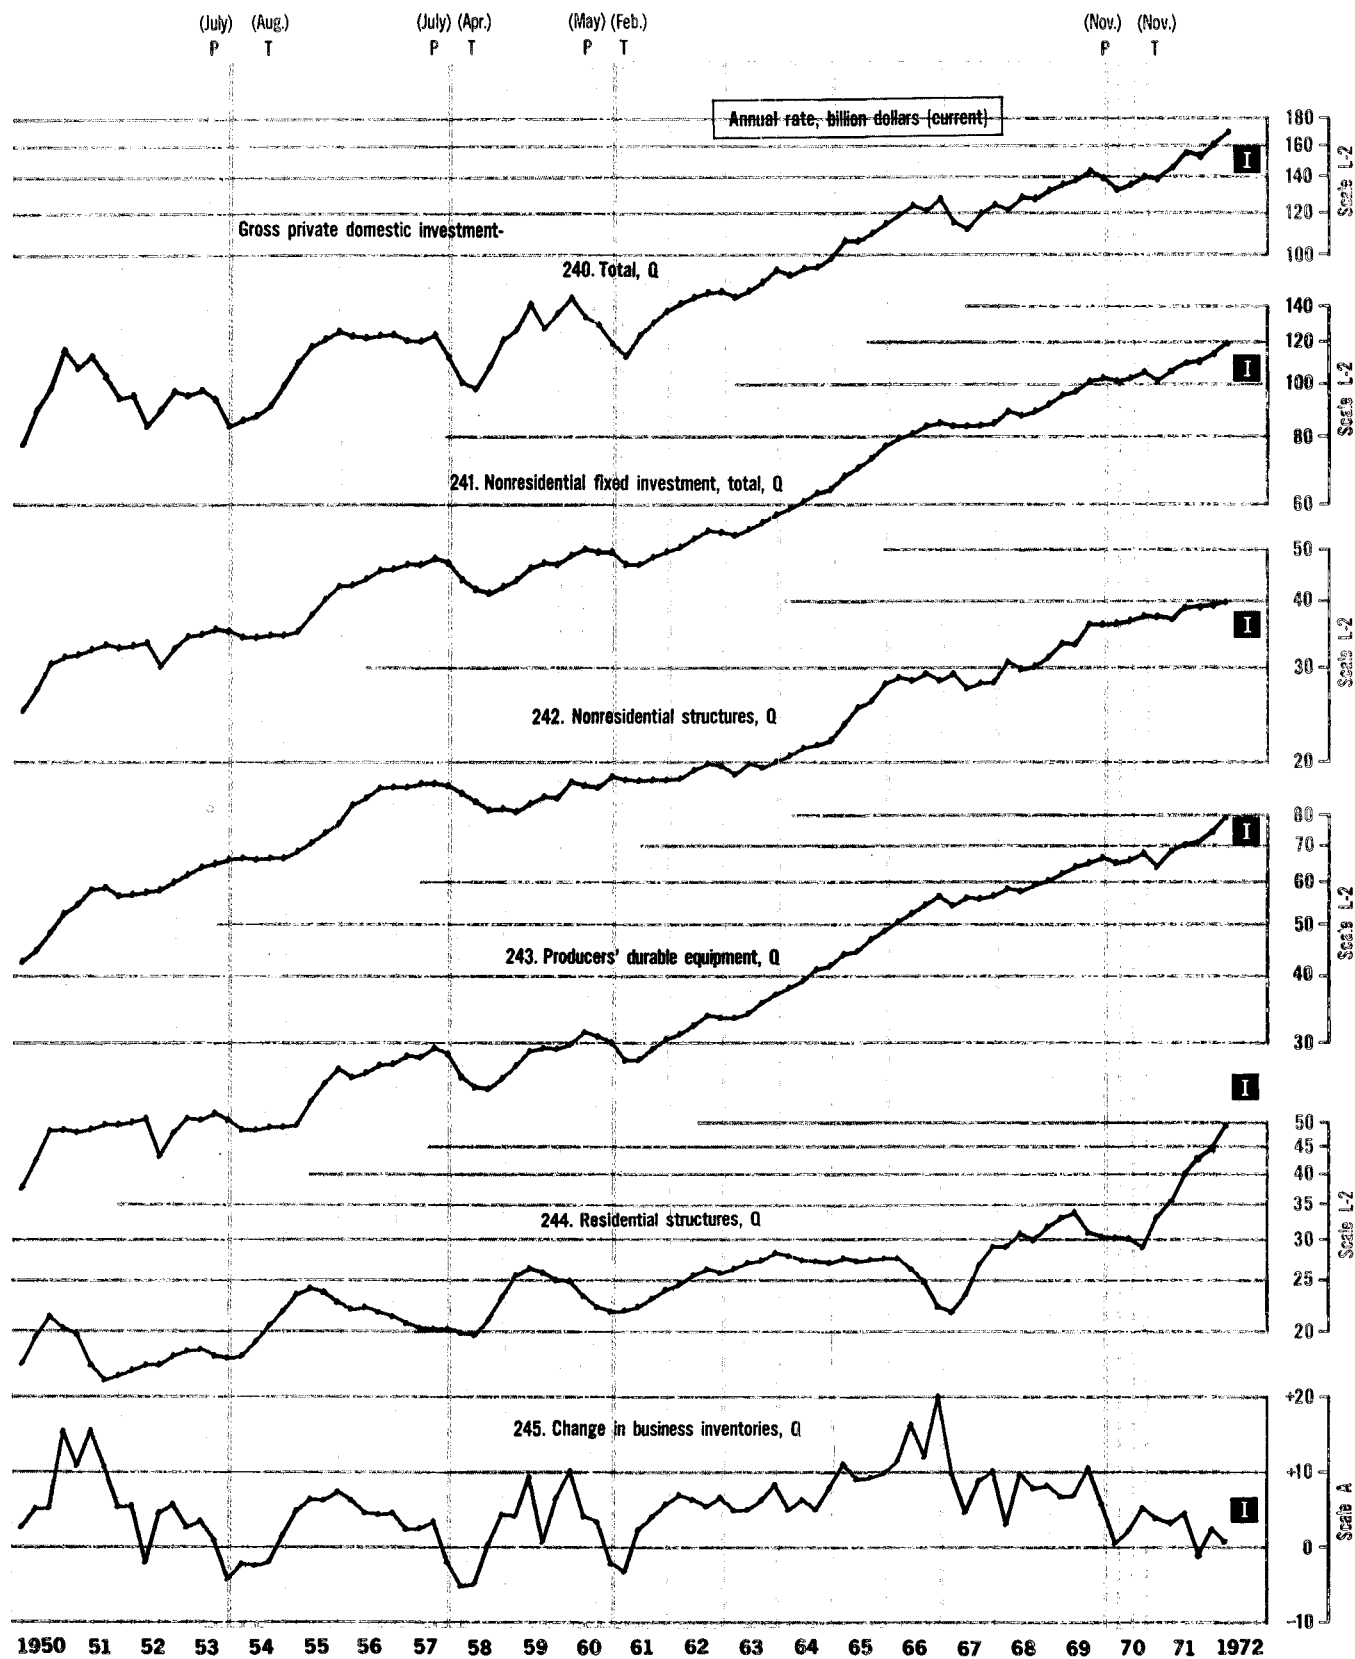 (July) (Aug.) (July) (Apr.) (May) (Feb.) (Nov.) (Nov.)
P T P T P T P T
Annual rate, billion dollars (current)
180
160
140
120
100
Scale L-2
I
Gross private domestic investment-
240. Total, Q
140
120
100
80
60
Scale L-2
I
241. Nonresidential fixed investment, total, Q
50
40
30
20
Scale L-2
I
242. Nonresidential structures, Q
80
70
60
50
40
30
Scale L-2
I
243. Producers' durable equipment, Q
I
50
45
40
35
30
25
20
Scale L-2
244. Residential structures, Q
+20
+10
0
-10
Scale A
I
245. Change in business inventories, Q
1950 51 52 53 54 55 56 57 58 59 60 61 62 63 64 65 66 67 68 69 70 71 1972